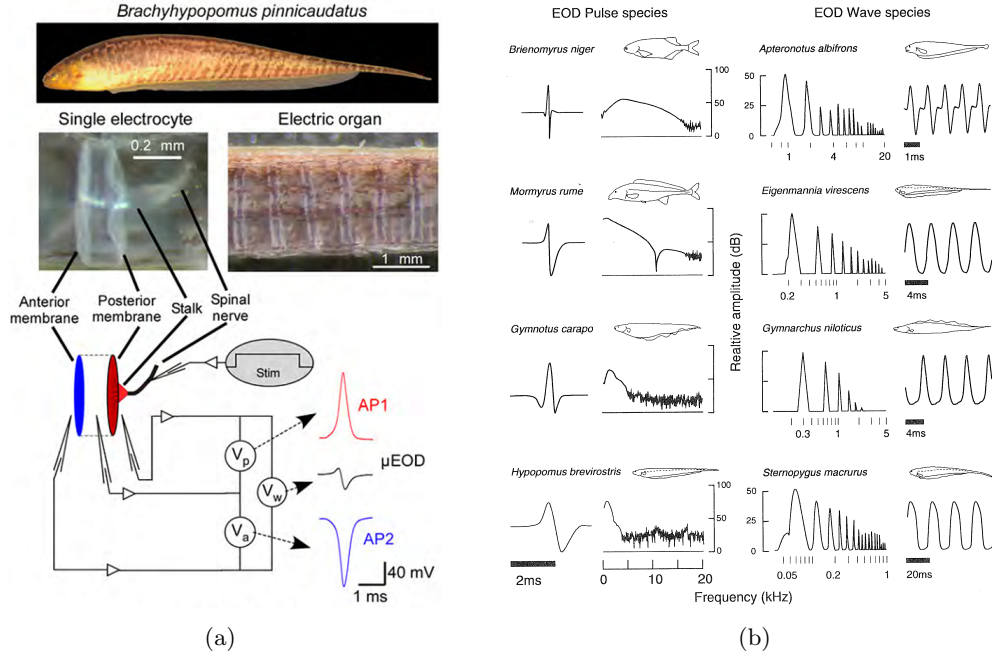 Brachyhypopomus pinnicaudatus
Single electrocyte
Electric organ
0.2 mm
1 mm
Anterior membrane
Posterior membrane
Stalk
Spinal nerve
Stim
AP1
Vp
μEOD
Vw
Va
AP2
40 mV
1 ms
(a)
EOD Pulse species
Brienomyrus niger
100
50
0
Mormyrus rume
Gymnotus carapo
Hypopomus brevirostris
100
50
0
2ms
0 10 20
Frequency (kHz)
Realtive amplitude (dB)
EOD Wave species
Apteronotus albifrons
50
25
0
1 4 20
1ms
Eigenmannia virescens
0.2 1 5
4ms
Gymnarchus niloticus
0.3 1 5
4ms
Sternopygus macrurus
50
25
0
0.05 0.2 1
20ms
(b)